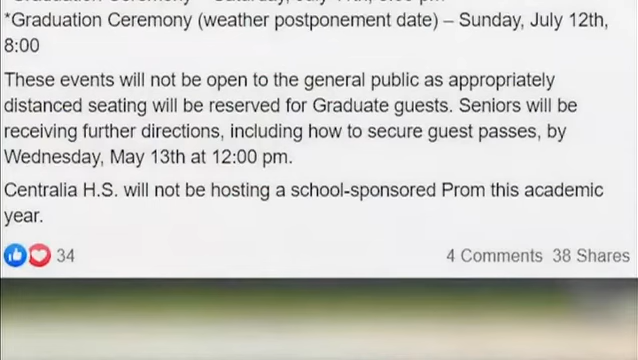 *Graduation Ceremony (weather postponement date) – Sunday, July 12th,
8:00
These events will not be open to the general public as appropriately
distanced seating will be reserved for Graduate guests. Seniors will be
receiving further directions, including how to secure guest passes, by
Wednesday, May 13th at 12:00 pm.
Centralia H.S. will not be hosting a school-sponsored Prom this academic
year.
34 4 Comments 38 Shares